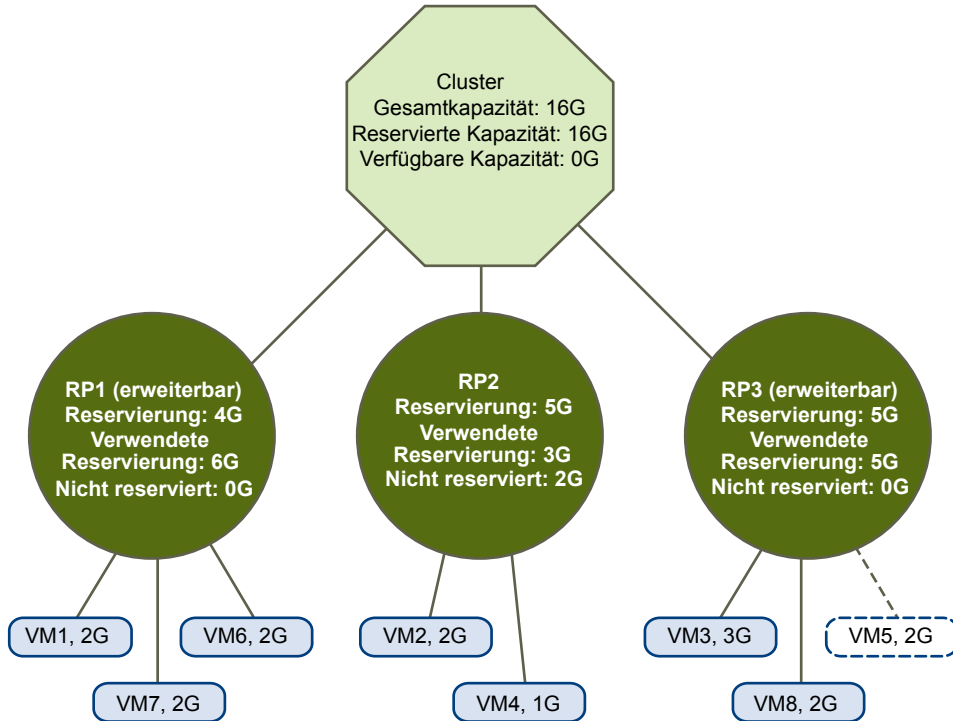 Cluster
Gesamtkapazität: 16G
Reservierte Kapazität: 16G
Verfügbare Kapazität: 0G
RP1 (erweiterbar)
Reservierung: 4G
Verwendete
Reservierung: 6G
Nicht reserviert: 0G
RP2
Reservierung: 5G
Verwendete
Reservierung: 3G
Nicht reserviert: 2G
RP3 (erweiterbar)
Reservierung: 5G
Verwendete
Reservierung: 5G
Nicht reserviert: 0G
VM1, 2G
VM6, 2G
VM7, 2G
VM2, 2G
VM4, 1G
VM3, 3G
VM5, 2G
VM8, 2G